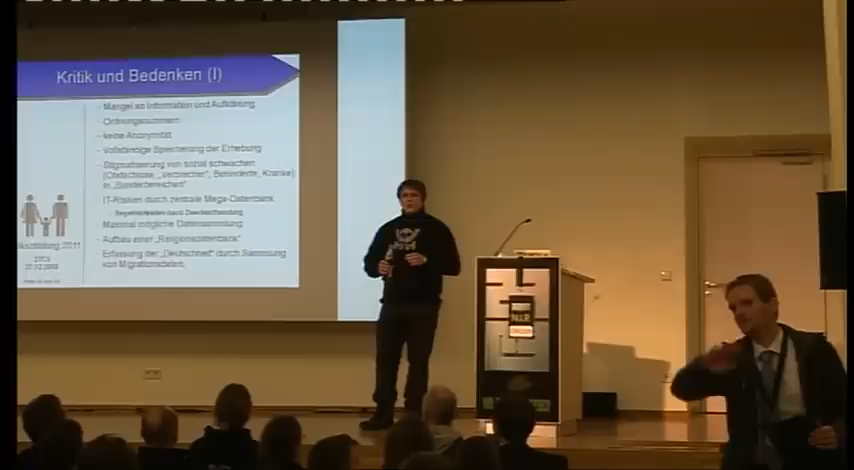 Kritik und Bedenken (I)
- Mangel an Information und Aufklärung
- Ordnungsnummern
- keine Anonymität
- Vollständige Speicherung der Erhebung
- Stigmatisierung von sozial schwachen
(Obdachlose, „Verbrecher", Behinderte, Kranke)
in „Sonderbereichen"
- IT-Risiken durch zentrale Mega-Datenbank
- Maximal mögliche Datensammlung
- Aufbau einer „Religionsdatenbank"
- Erfassung der „Deutschheit" durch Sammlung
von Migrationsdaten
2011